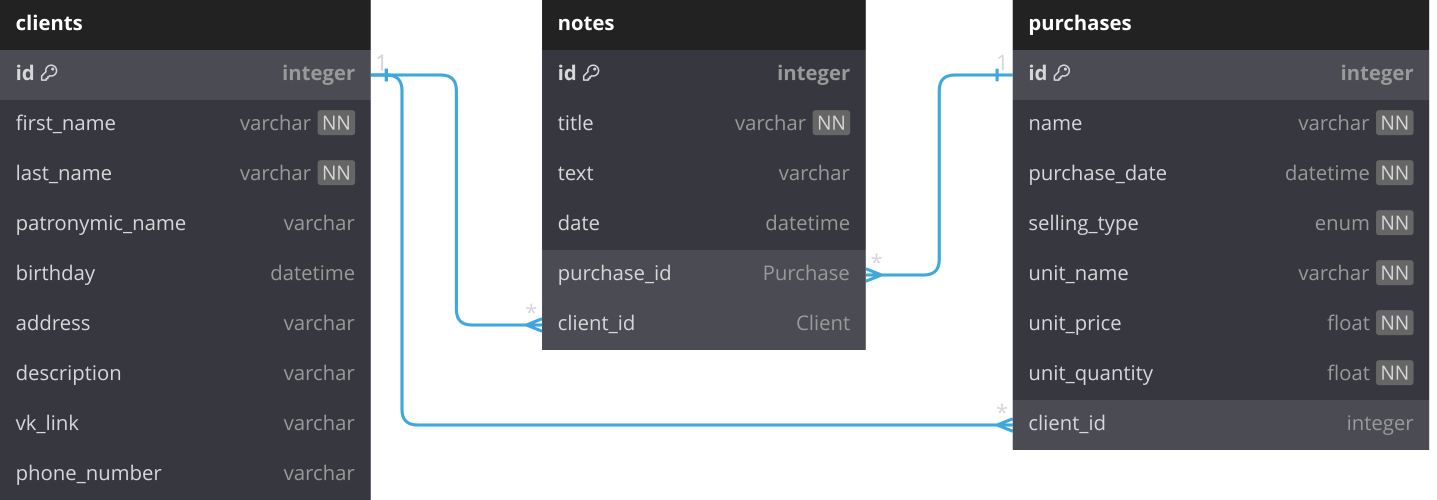 clients
id integer
first_name varchar NN
last_name varchar NN
patronymic_name varchar
birthday datetime
address varchar
description varchar
vk_link varchar
phone_number varchar
1
*
*
notes
id integer
title varchar NN
text varchar
date datetime
purchase_id Purchase
client_id Client
*
1
purchases
id integer
name varchar NN
purchase_date datetime NN
selling_type enum NN
unit_name varchar NN
unit_price float NN
unit_quantity float NN
client_id integer